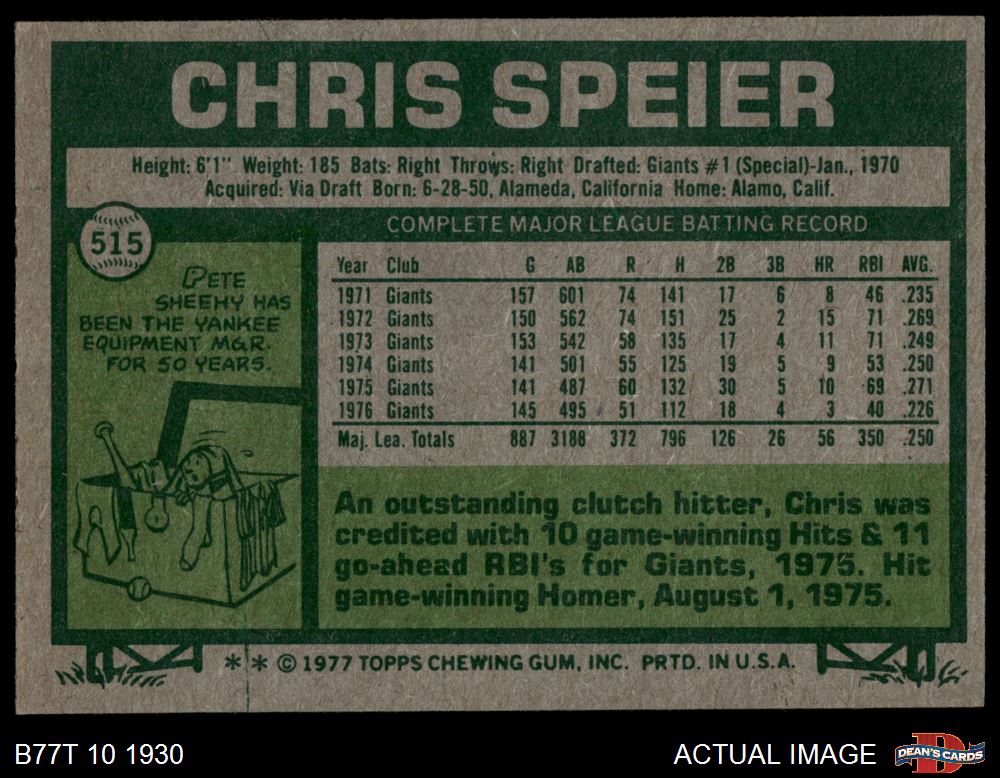 CHRIS SPEIER
Height: 6'1" Weight: 185 Bats: Right Throws: Right Drafted: Giants #1 (Special)-Jan., 1970
Acquired: Via Draft Born: 6-28-50, Alameda, California Home: Alamo, Calif.
515
PETE
SHEEHY HAS
BEEN THE YANKEE
EQUIPMENT MGR.
FOR 50 YEARS.
COMPLETE MAJOR LEAGUE BATTING RECORD
Year Club G AB R H 2B 3B HR RBI AVG.
1971 Giants 157 601 74 141 17 6 8 46 .235
1972 Giants 150 562 74 151 25 2 15 71 .269
1973 Giants 153 542 58 135 17 4 11 71 .249
1974 Giants 141 501 55 125 19 5 9 53 .250
1975 Giants 141 487 60 132 30 5 10 69 .271
1976 Giants 145 495 51 112 18 4 3 40 .226
Maj. Lea. Totals 887 3188 372 796 126 26 56 350 .250
An outstanding clutch hitter, Chris was
credited with 10 game-winning Hits & 11
go-ahead RBI's for Giants, 1975. Hit
game-winning Homer, August 1, 1975.
* * © 1977 TOPPS CHEWING GUM, INC. PRTD. IN U.S.A.
B77T 10 1930
ACTUAL IMAGE
DEAN'S CARDS